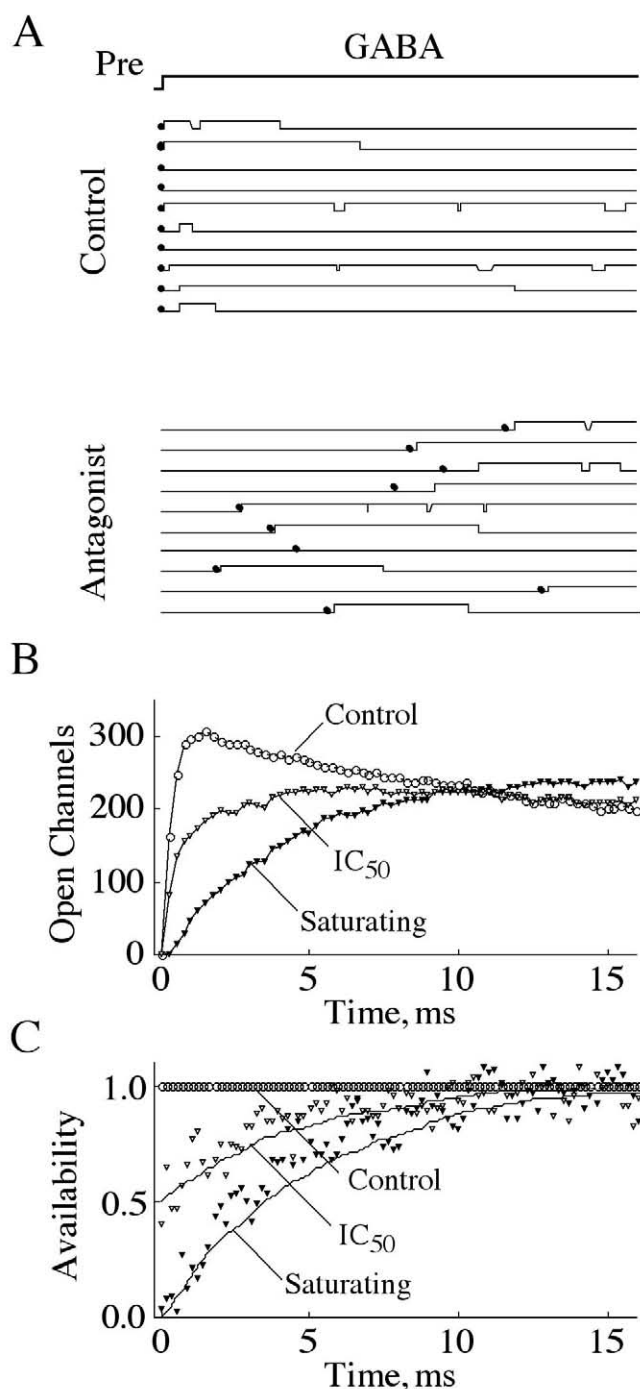 A
Pre
GABA
Control
Antagonist
B
Open Channels
300
200
100
0
Control
IC50
Saturating
0
5
10
15
Time, ms
C
Availability
1.0
0.5
0.0
Control
IC50
Saturating
0
5
10
15
Time, ms